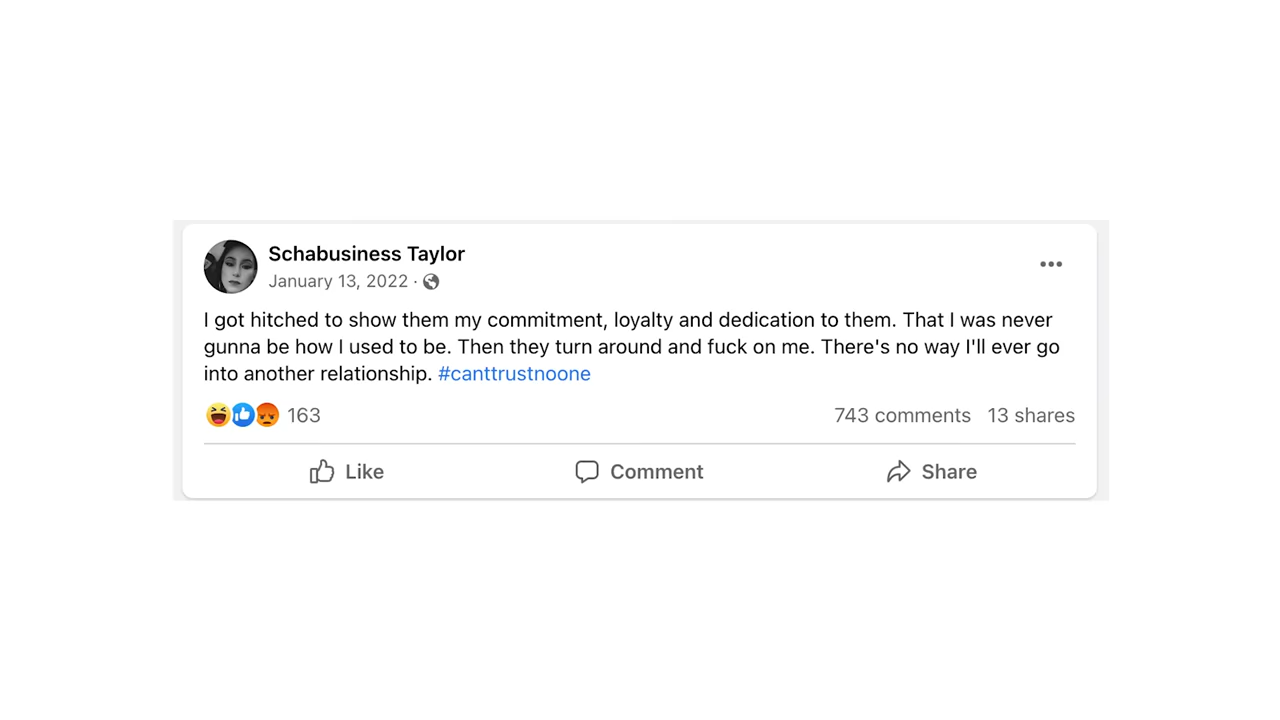 Schabusiness Taylor
January 13, 2022 ·
I got hitched to show them my commitment, loyalty and dedication to them. That I was never
gunna be how I used to be. Then they turn around and fuck on me. There's no way I'll ever go
into another relationship. #canttrustnoone
163 743 comments 13 shares
Like Comment Share